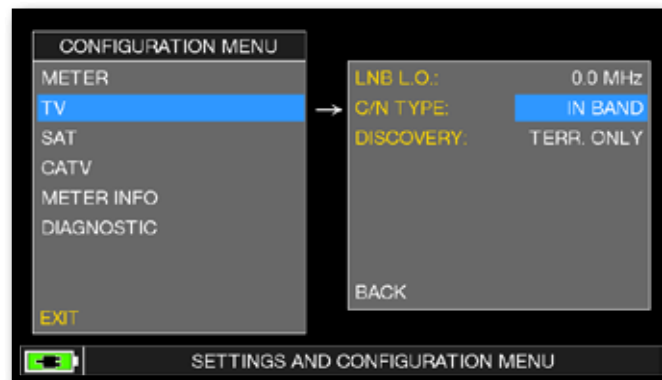 CONFIGURATION MENU
METER
TV
SAT
CATV
METER INFO
DIAGNOSTIC
EXIT
→
LNB L.O.: 0.0 MHz
C/N TYPE: IN BAND
DISCOVERY: TERR. ONLY
BACK
SETTINGS AND CONFIGURATION MENU